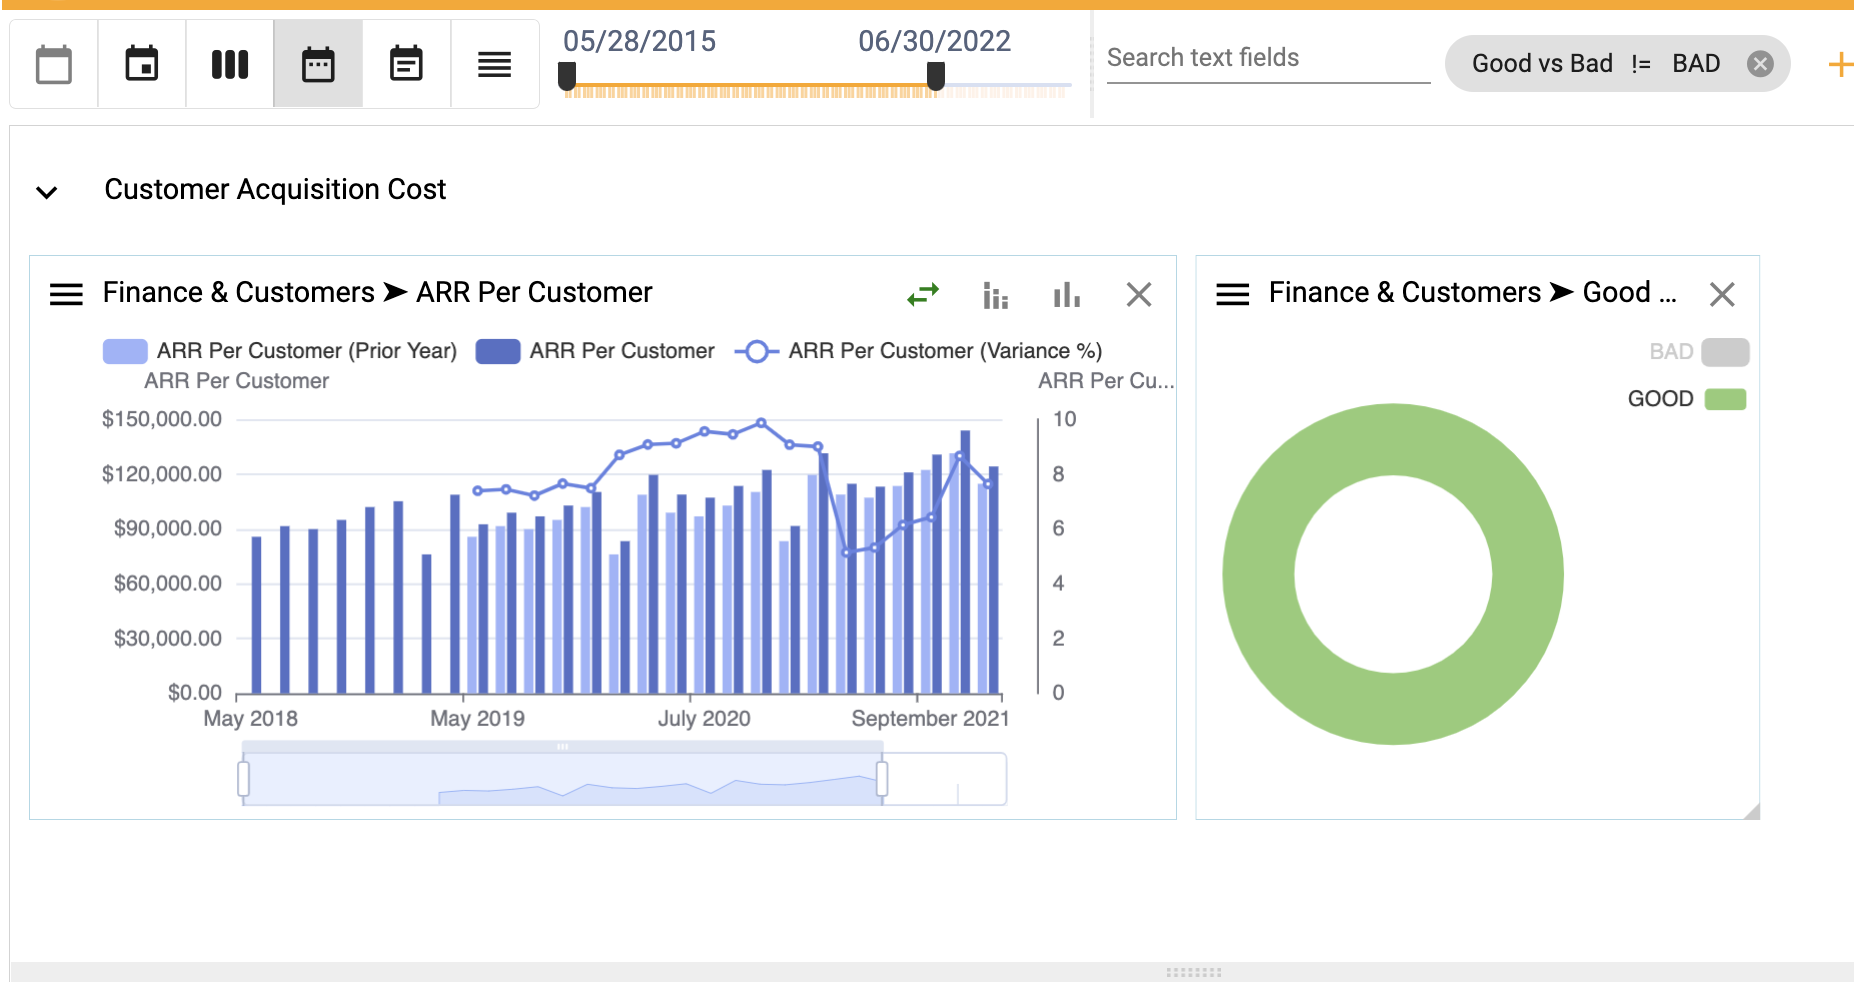 05/28/2015
06/30/2022
Search text fields
Good vs Bad != BAD
Customer Acquisition Cost
Finance & Customers ➤ ARR Per Customer
ARR Per Customer (Prior Year)
ARR Per Customer
ARR Per Customer (Variance %)
ARR Per Customer
ARR Per Cu...
$150,000.00
$120,000.00
$90,000.00
$60,000.00
$30,000.00
$0.00
10
8
6
4
2
0
May 2018
May 2019
July 2020
September 2021
Finance & Customers ➤ Good ...
BAD
GOOD